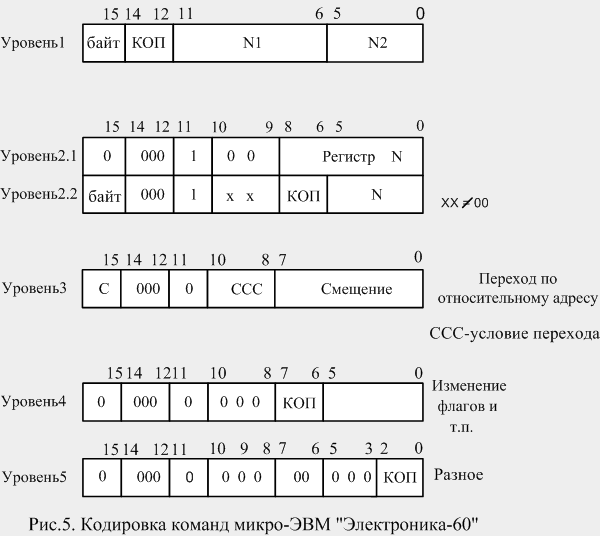 15 14 12 11 6 5 0
Уровень1 байт КОП N1 N2
15 14 12 11 10 9 8 6 5 0
Уровень2.1 0 000 1 0 0 Регистр N
Уровень2.2 байт 000 1 x x КОП N
XX ≠ 00
15 14 12 11 10 8 7 0
Уровень3 С 000 0 ССС Смещение
Переход по
относительному адресу
ССС-условие перехода
15 14 12 11 10 8 7 6 5 0
Уровень4 0 000 0 0 0 0 КОП
Изменение
флагов и
т.п.
15 14 12 11 10 9 8 7 6 5 3 2 0
Уровень5 0 000 0 0 0 0 00 0 0 0 КОП Разное
Рис.5. Кодировка команд микро-ЭВМ "Электроника-60"